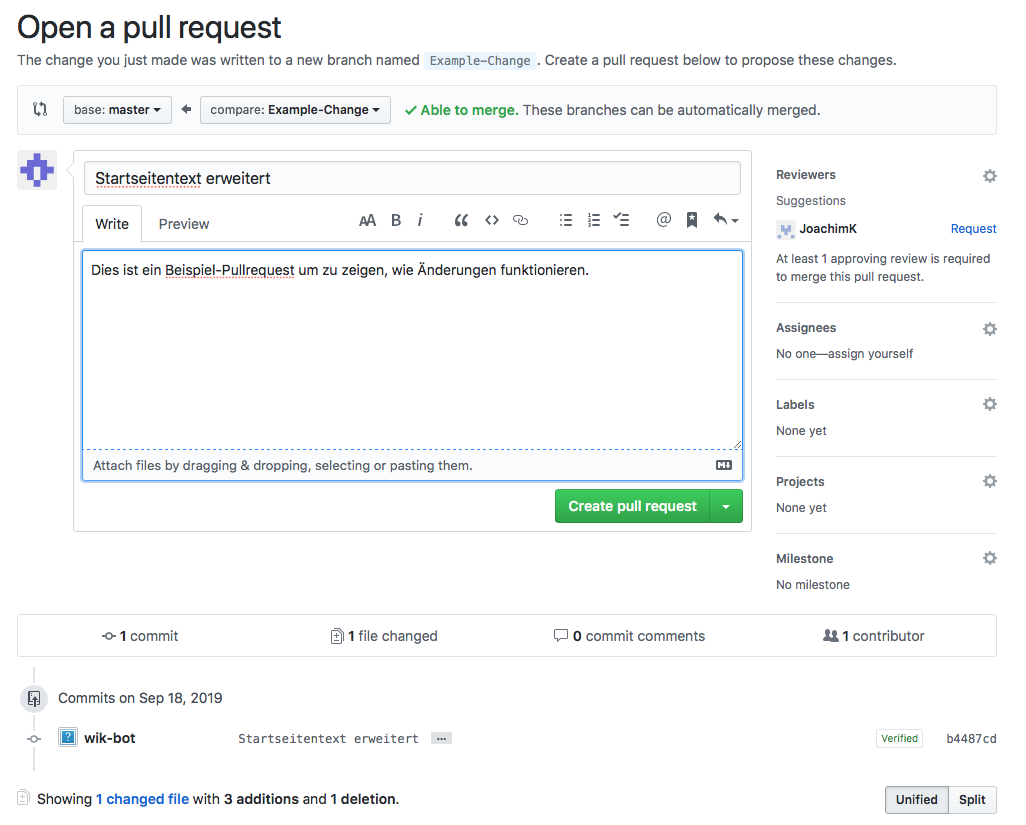 Open a pull request
The change you just made was written to a new branch named Example-Change . Create a pull request below to propose these changes.
base: master compare: Example-Change Able to merge. These branches can be automatically merged.
Startseitentext erweitert
Write Preview AA B i @
Dies ist ein Beispiel-Pullrequest um zu zeigen, wie Änderungen funktionieren.
Attach files by dragging & dropping, selecting or pasting them.
Create pull request
Reviewers
Suggestions
JoachimK Request
At least 1 approving review is required
to merge this pull request.
Assignees
No one—assign yourself
Labels
None yet
Projects
None yet
Milestone
No milestone
1 commit 1 file changed 0 commit comments 1 contributor
Commits on Sep 18, 2019
wik-bot Startseitentext erweitert … Verified b4487cd
Showing 1 changed file with 3 additions and 1 deletion. Unified Split